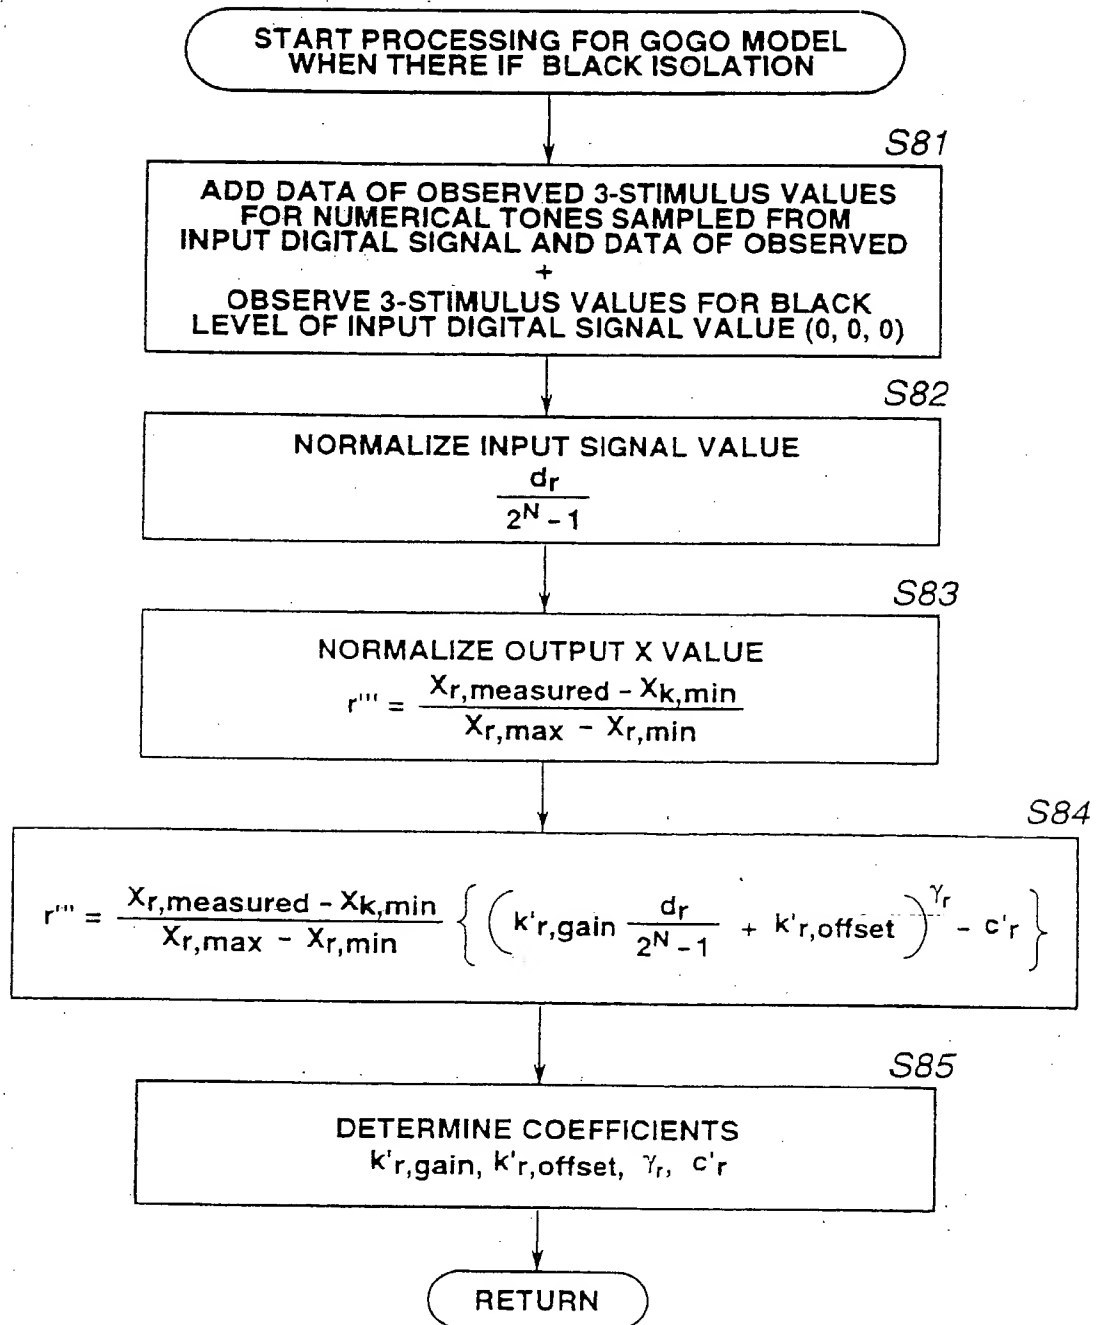 START PROCESSING FOR GOGO MODEL
WHEN THERE IF BLACK ISOLATION
S81
ADD DATA OF OBSERVED 3-STIMULUS VALUES
FOR NUMERICAL TONES SAMPLED FROM
INPUT DIGITAL SIGNAL AND DATA OF OBSERVED
+
OBSERVE 3-STIMULUS VALUES FOR BLACK
LEVEL OF INPUT DIGITAL SIGNAL VALUE (0, 0, 0)
S82
NORMALIZE INPUT SIGNAL VALUE
dr / 2^N - 1
S83
NORMALIZE OUTPUT X VALUE
r''' = Xr,measured - Xk,min / Xr,max - Xr,min
S84
r''' = Xr,measured - Xk,min / Xr,max - Xr,min { ( k'r,gain dr / 2^N - 1 + k'r,offset )^γr - c'r }
S85
DETERMINE COEFFICIENTS
k'r,gain, k'r,offset, γr, c'r
RETURN